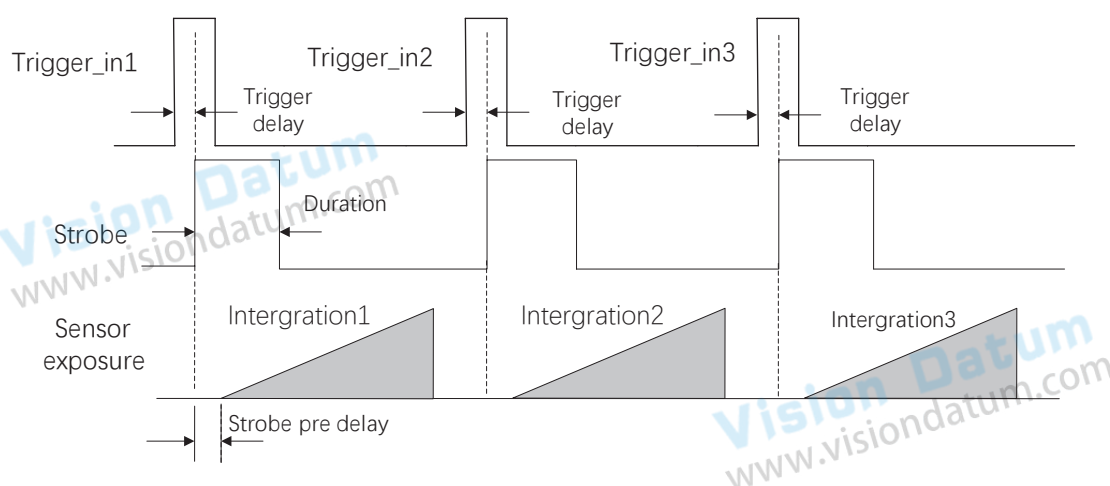 Trigger_in1
Trigger_in2
Trigger_in3
Trigger
delay
Trigger
delay
Trigger
delay
Vision Datum
www.visiondatum.com
Duration
Strobe
Intergration1
Intergration2
Intergration3
Sensor
exposure
Strobe pre delay
Vision Datum
www.visiondatum.com